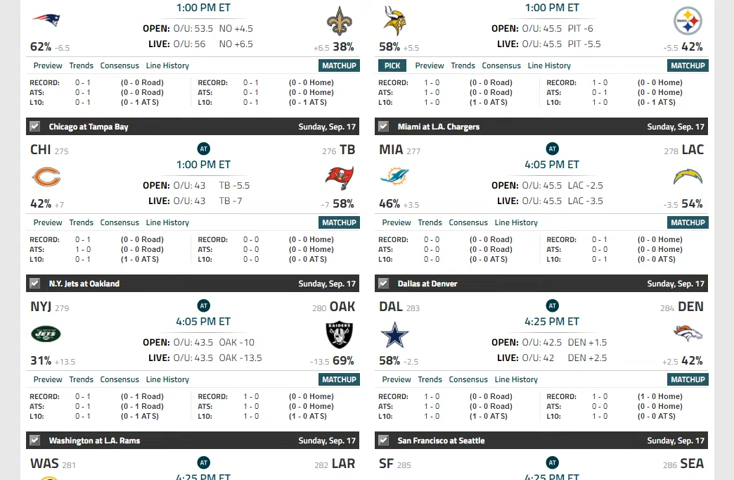 1:00 PM ET
OPEN: O/U: 53.5 NO +4.5
LIVE: O/U: 56 NO +6.5
62% -6.5 +6.5 38%
Preview Trends Consensus Line History MATCHUP
RECORD: 0 - 1 (0 - 0 Road) RECORD: 0 - 1 (0 - 0 Home)
ATS: 0 - 1 (0 - 0 Road) ATS: 0 - 1 (0 - 0 Home)
L10: 0 - 1 (0 - 1 ATS) L10: 0 - 1 (0 - 1 ATS)
1:00 PM ET
OPEN: O/U: 45.5 PIT -6
LIVE: O/U: 45.5 PIT -5.5
58% +5.5 -5.5 42%
PICK Preview Trends Consensus Line History MATCHUP
RECORD: 1 - 0 (0 - 0 Road) RECORD: 1 - 0 (0 - 0 Home)
ATS: 1 - 0 (0 - 0 Road) ATS: 0 - 1 (0 - 0 Home)
L10: 1 - 0 (1 - 0 ATS) L10: 1 - 0 (0 - 1 ATS)
Chicago at Tampa Bay Sunday, Sep. 17
CHI 275 AT 276 TB
1:00 PM ET
OPEN: O/U: 43 TB -5.5
LIVE: O/U: 43 TB -7
42% +7 -7 58%
Preview Trends Consensus Line History MATCHUP
RECORD: 0 - 1 (0 - 0 Road) RECORD: 0 - 0 (0 - 0 Home)
ATS: 1 - 0 (0 - 0 Road) ATS: 0 - 0 (0 - 0 Home)
L10: 0 - 1 (1 - 0 ATS) L10: 0 - 0 (0 - 0 ATS)
Miami at L.A. Chargers Sunday, Sep. 17
MIA 277 AT 278 LAC
4:05 PM ET
OPEN: O/U: 45.5 LAC -2.5
LIVE: O/U: 45.5 LAC -3.5
46% +3.5 -3.5 54%
Preview Trends Consensus Line History MATCHUP
RECORD: 0 - 0 (0 - 0 Road) RECORD: 0 - 1 (0 - 0 Home)
ATS: 0 - 0 (0 - 0 Road) ATS: 0 - 0 (0 - 0 Home)
L10: 0 - 0 (0 - 0 ATS) L10: 0 - 1 (0 - 0 ATS)
N.Y. Jets at Oakland Sunday, Sep. 17
NYJ 279 AT 280 OAK
4:05 PM ET
OPEN: O/U: 43.5 OAK -10
LIVE: O/U: 43.5 OAK -13.5
31% +13.5 -13.5 69%
Preview Trends Consensus Line History MATCHUP
RECORD: 0 - 1 (0 - 1 Road) RECORD: 1 - 0 (0 - 0 Home)
ATS: 0 - 1 (0 - 1 Road) ATS: 1 - 0 (0 - 0 Home)
L10: 0 - 1 (0 - 1 ATS) L10: 1 - 0 (1 - 0 ATS)
Dallas at Denver Sunday, Sep. 17
DAL 283 AT 284 DEN
4:25 PM ET
OPEN: O/U: 42.5 DEN +1.5
LIVE: O/U: 42 DEN +2.5
58% -2.5 +2.5 42%
Preview Trends Consensus Line History MATCHUP
RECORD: 1 - 0 (0 - 0 Road) RECORD: 1 - 0 (1 - 0 Home)
ATS: 1 - 0 (0 - 0 Road) ATS: 0 - 0 (0 - 0 Home)
L10: 1 - 0 (1 - 0 ATS) L10: 1 - 0 (0 - 0 ATS)
Washington at L.A. Rams Sunday, Sep. 17
WAS 281 AT 282 LAR
4:25 PM ET
San Francisco at Seattle Sunday, Sep. 17
SF 285 AT 286 SEA
4:25 PM ET